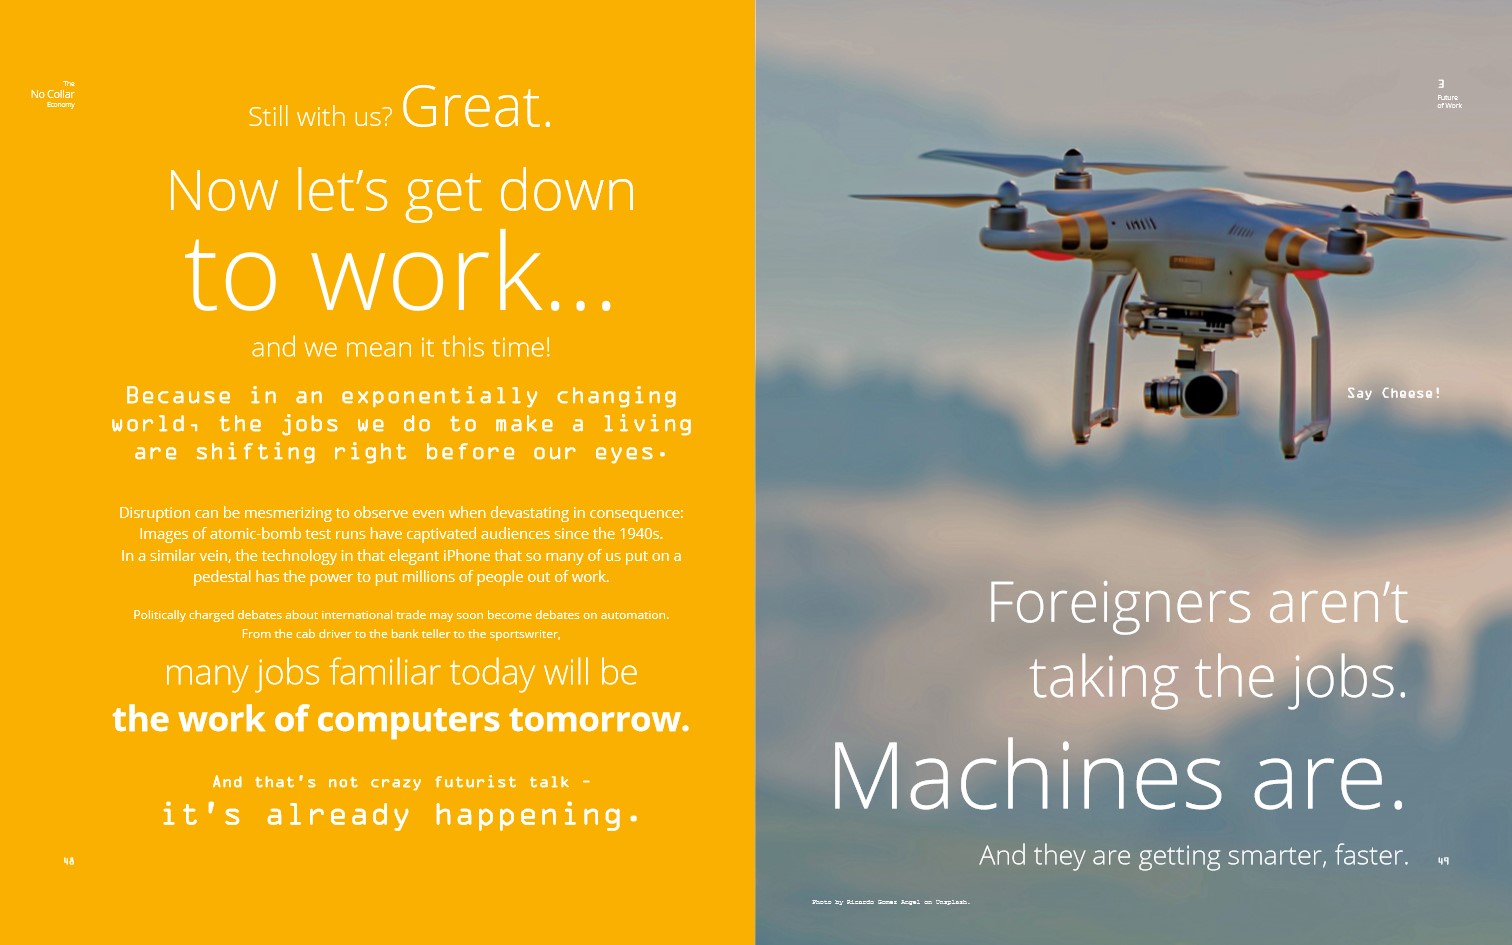 The
No Collar
Economy
Still with us? Great.
Now let's get down
to work...
and we mean it this time!
Because in an exponentially changing
world, the jobs we do to make a living
are shifting right before our eyes.
Disruption can be mesmerizing to observe even when devastating in consequence:
Images of atomic-bomb test runs have captivated audiences since the 1940s.
In a similar vein, the technology in that elegant iPhone that so many of us put on a
pedestal has the power to put millions of people out of work.
Politically charged debates about international trade may soon become debates on automation.
From the cab driver to the bank teller to the sportswriter,
many jobs familiar today will be
the work of computers tomorrow.
And that's not crazy futurist talk -
it's already happening.
48
3
Future
of Work
Say Cheese!
Foreigners aren't
taking the jobs.
Machines are.
And they are getting smarter, faster.
49
Photo by Ricardo Gomez Angel on Unsplash.